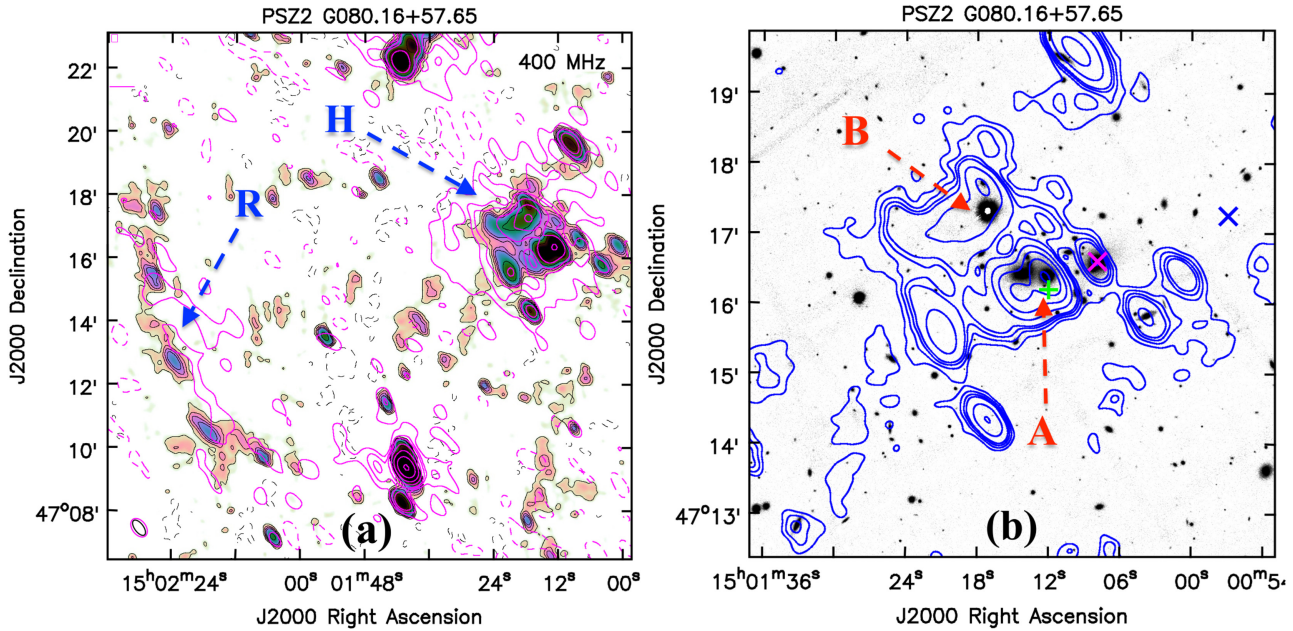 PSZ2 G080.16+57.65
400 MHz
H
R
(a)
22'
20'
18'
16'
14'
12'
10'
47°08'
J2000 Declination
15ʰ02ᵐ24ˢ
00ˢ
01ᵐ48ˢ
24ˢ
12ˢ
00ˢ
J2000 Right Ascension
PSZ2 G080.16+57.65
B
A
(b)
19'
18'
17'
16'
15'
14'
47°13'
J2000 Declination
15ʰ01ᵐ36ˢ
24ˢ
18ˢ
12ˢ
06ˢ
00ˢ
00ᵐ54
J2000 Right Ascension